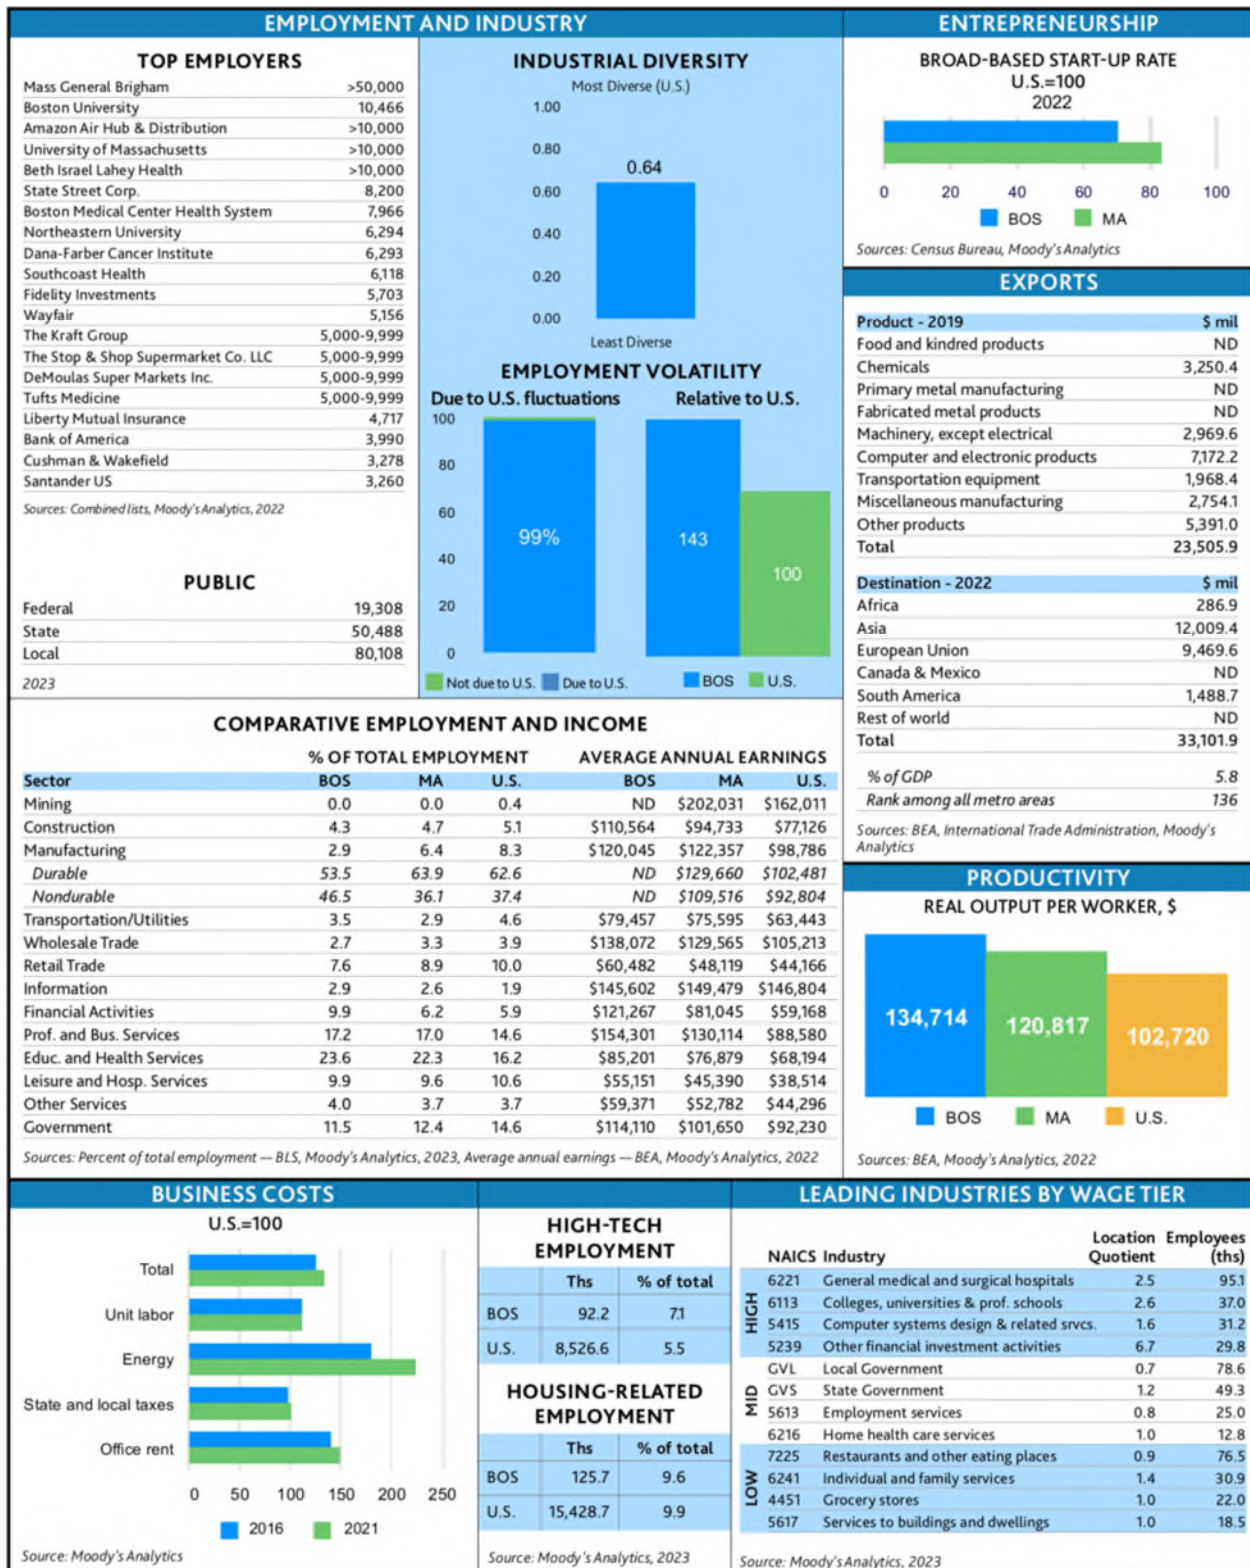 EMPLOYMENT AND INDUSTRY
TOP EMPLOYERS
Mass General Brigham >50,000
Boston University 10,466
Amazon Air Hub & Distribution >10,000
University of Massachusetts >10,000
Beth Israel Lahey Health >10,000
State Street Corp. 8,200
Boston Medical Center Health System 7,966
Northeastern University 6,294
Dana-Farber Cancer Institute 6,293
Southcoast Health 6,118
Fidelity Investments 5,703
Wayfair 5,156
The Kraft Group 5,000-9,999
The Stop & Shop Supermarket Co. LLC 5,000-9,999
DeMoulas Super Markets Inc. 5,000-9,999
Tufts Medicine 5,000-9,999
Liberty Mutual Insurance 4,717
Bank of America 3,990
Cushman & Wakefield 3,278
Santander US 3,260
Sources: Combined lists, Moody's Analytics, 2022
PUBLIC
Federal 19,308
State 50,488
Local 80,108
2023
INDUSTRIAL DIVERSITY
Most Diverse (U.S.)
1.00
0.80
0.64
0.60
0.40
0.20
0.00
Least Diverse
EMPLOYMENT VOLATILITY
Due to U.S. fluctuations Relative to U.S.
100
80
60
99% 143
40
100
20
0
Not due to U.S. Due to U.S. BOS U.S.
COMPARATIVE EMPLOYMENT AND INCOME
% OF TOTAL EMPLOYMENT AVERAGE ANNUAL EARNINGS
Sector BOS MA U.S. BOS MA U.S.
Mining 0.0 0.0 0.4 ND $202,031 $162,011
Construction 4.3 4.7 5.1 $110,564 $94,733 $77,126
Manufacturing 2.9 6.4 8.3 $120,045 $122,357 $98,786
Durable 53.5 63.9 62.6 ND $129,660 $102,481
Nondurable 46.5 36.1 37.4 ND $109,516 $92,804
Transportation/Utilities 3.5 2.9 4.6 $79,457 $75,595 $63,443
Wholesale Trade 2.7 3.3 3.9 $138,072 $129,565 $105,213
Retail Trade 7.6 8.9 10.0 $60,482 $48,119 $44,166
Information 2.9 2.6 1.9 $145,602 $149,479 $146,804
Financial Activities 9.9 6.2 5.9 $121,267 $81,045 $59,168
Prof. and Bus. Services 17.2 17.0 14.6 $154,301 $130,114 $88,580
Educ. and Health Services 23.6 22.3 16.2 $85,201 $76,879 $68,194
Leisure and Hosp. Services 9.9 9.6 10.6 $55,151 $45,390 $38,514
Other Services 4.0 3.7 3.7 $59,371 $52,782 $44,296
Government 11.5 12.4 14.6 $114,110 $101,650 $92,230
Sources: Percent of total employment — BLS, Moody's Analytics, 2023, Average annual earnings — BEA, Moody's Analytics, 2022
ENTREPRENEURSHIP
BROAD-BASED START-UP RATE
U.S.=100
2022
0 20 40 60 80 100
BOS MA
Sources: Census Bureau, Moody's Analytics
EXPORTS
Product - 2019 $ mil
Food and kindred products ND
Chemicals 3,250.4
Primary metal manufacturing ND
Fabricated metal products ND
Machinery, except electrical 2,969.6
Computer and electronic products 7,172.2
Transportation equipment 1,968.4
Miscellaneous manufacturing 2,754.1
Other products 5,391.0
Total 23,505.9
Destination - 2022 $ mil
Africa 286.9
Asia 12,009.4
European Union 9,469.6
Canada & Mexico ND
South America 1,488.7
Rest of world ND
Total 33,101.9
% of GDP 5.8
Rank among all metro areas 136
Sources: BEA, International Trade Administration, Moody's
Analytics
PRODUCTIVITY
REAL OUTPUT PER WORKER, $
134,714 120,817 102,720
BOS MA U.S.
Sources: BEA, Moody's Analytics, 2022
BUSINESS COSTS
U.S.=100
Total
Unit labor
Energy
State and local taxes
Office rent
0 50 100 150 200 250
2016 2021
Source: Moody's Analytics
HIGH-TECH
EMPLOYMENT
Ths % of total
BOS 92.2 7.1
U.S. 8,526.6 5.5
HOUSING-RELATED
EMPLOYMENT
Ths % of total
BOS 125.7 9.6
U.S. 15,428.7 9.9
Source: Moody's Analytics, 2023
LEADING INDUSTRIES BY WAGE TIER
Location Employees
NAICS Industry Quotient (ths)
HIGH
6221 General medical and surgical hospitals 2.5 95.1
6113 Colleges, universities & prof. schools 2.6 37.0
5415 Computer systems design & related srvcs. 1.6 31.2
5239 Other financial investment activities 6.7 29.8
MID
GVL Local Government 0.7 78.6
GVS State Government 1.2 49.3
5613 Employment services 0.8 25.0
6216 Home health care services 1.0 12.8
LOW
7225 Restaurants and other eating places 0.9 76.5
6241 Individual and family services 1.4 30.9
4451 Grocery stores 1.0 22.0
5617 Services to buildings and dwellings 1.0 18.5
Source: Moody's Analytics, 2023